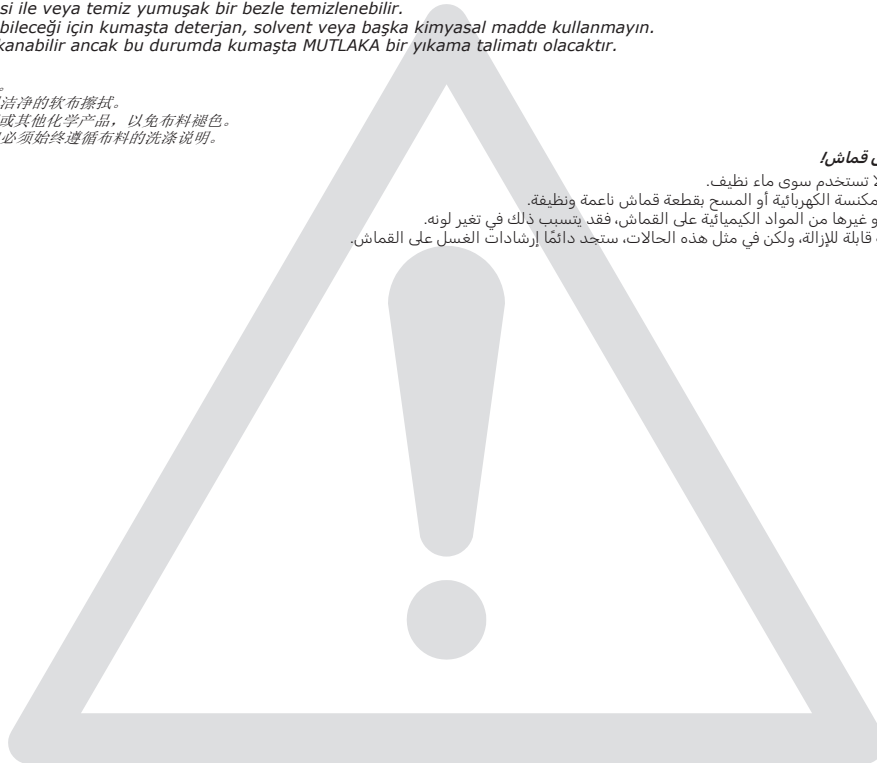 si ile veya temiz yumuşak bir bezle temizlenebilir.
bileceği için kumaşta deterjan, solvent veya başka kimyasal madde kullanmayın.
kanabilir ancak bu durumda kumaşta MUTLAKA bir yıkama talimatı olacaktır.
。
洁净的软布擦拭。
或其他化学产品，以免布料褪色。
必须始终遵循布料的洗涤说明。
قماش!
لا تستخدم سوى ماء نظيف.
مكنسة الكهربائية أو المسح بقطعة قماش ناعمة ونظيفة.
و غيرها من المواد الكيميائية على القماش، فقد يتسبب ذلك في تغير لونه.
قابلة للإزالة، ولكن في مثل هذه الحالات، ستجد دائمًا إرشادات الغسل على القماش.